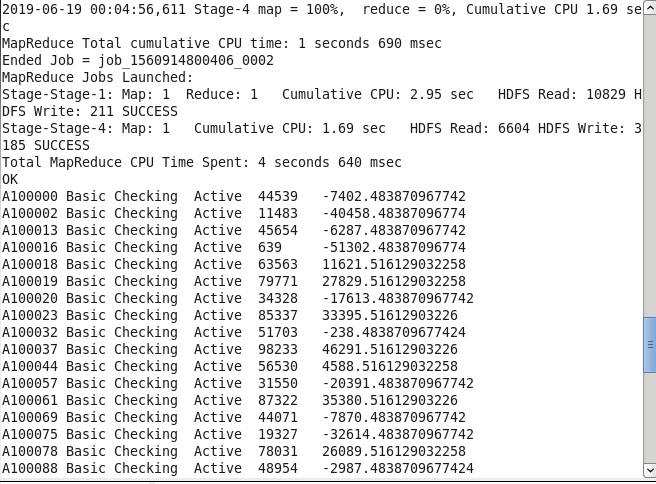 2019-06-19 00:04:56,611 Stage-4 map = 100%,  reduce = 0%, Cumulative CPU 1.69 se
c
MapReduce Total cumulative CPU time: 1 seconds 690 msec
Ended Job = job_1560914800406_0002
MapReduce Jobs Launched:
Stage-Stage-1: Map: 1  Reduce: 1   Cumulative CPU: 2.95 sec   HDFS Read: 10829 H
DFS Write: 211 SUCCESS
Stage-Stage-4: Map: 1   Cumulative CPU: 1.69 sec   HDFS Read: 6604 HDFS Write: 3
185 SUCCESS
Total MapReduce CPU Time Spent: 4 seconds 640 msec
OK
A100000 Basic Checking  Active  44539   -7402.483870967742
A100002 Basic Checking  Active  11483   -40458.48387096774
A100013 Basic Checking  Active  45654   -6287.483870967742
A100016 Basic Checking  Active  639     -51302.48387096774
A100018 Basic Checking  Active  63563   11621.516129032258
A100019 Basic Checking  Active  79771   27829.516129032258
A100020 Basic Checking  Active  34328   -17613.483870967742
A100023 Basic Checking  Active  85337   33395.51612903226
A100032 Basic Checking  Active  51703   -238.4838709677424
A100037 Basic Checking  Active  98233   46291.51612903226
A100044 Basic Checking  Active  56530   4588.516129032258
A100057 Basic Checking  Active  31550   -20391.483870967742
A100061 Basic Checking  Active  87322   35380.51612903226
A100069 Basic Checking  Active  44071   -7870.483870967742
A100075 Basic Checking  Active  19327   -32614.483870967742
A100078 Basic Checking  Active  78031   26089.516129032258
A100088 Basic Checking  Active  48954   -2987.4838709677424